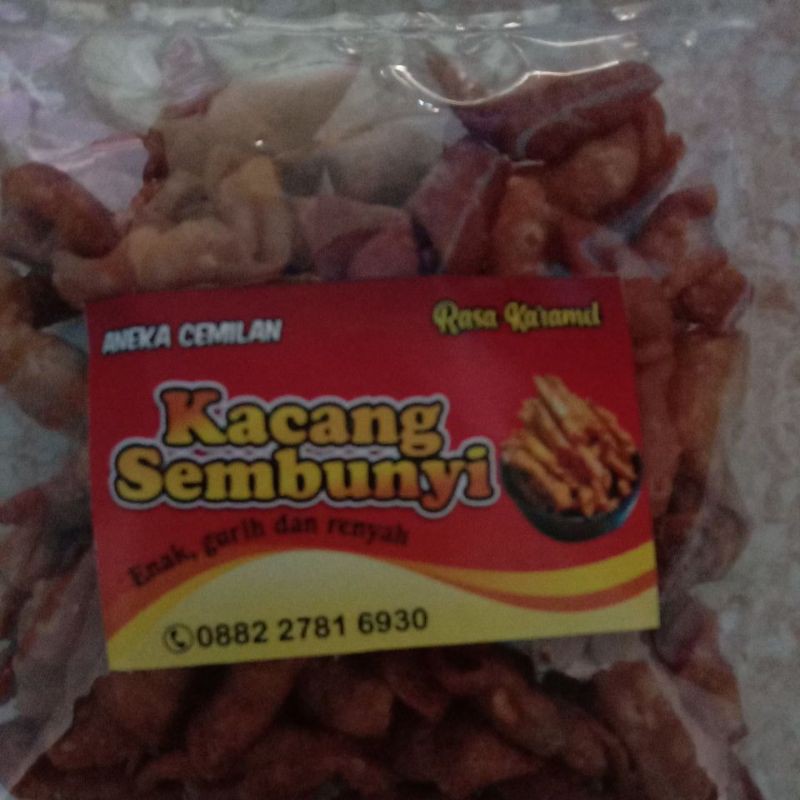 ANEKA CEMILAN
Rasa Karamel
Kacang
Sembunyi
Enak, gurih dan renyah
0882 2781 6930